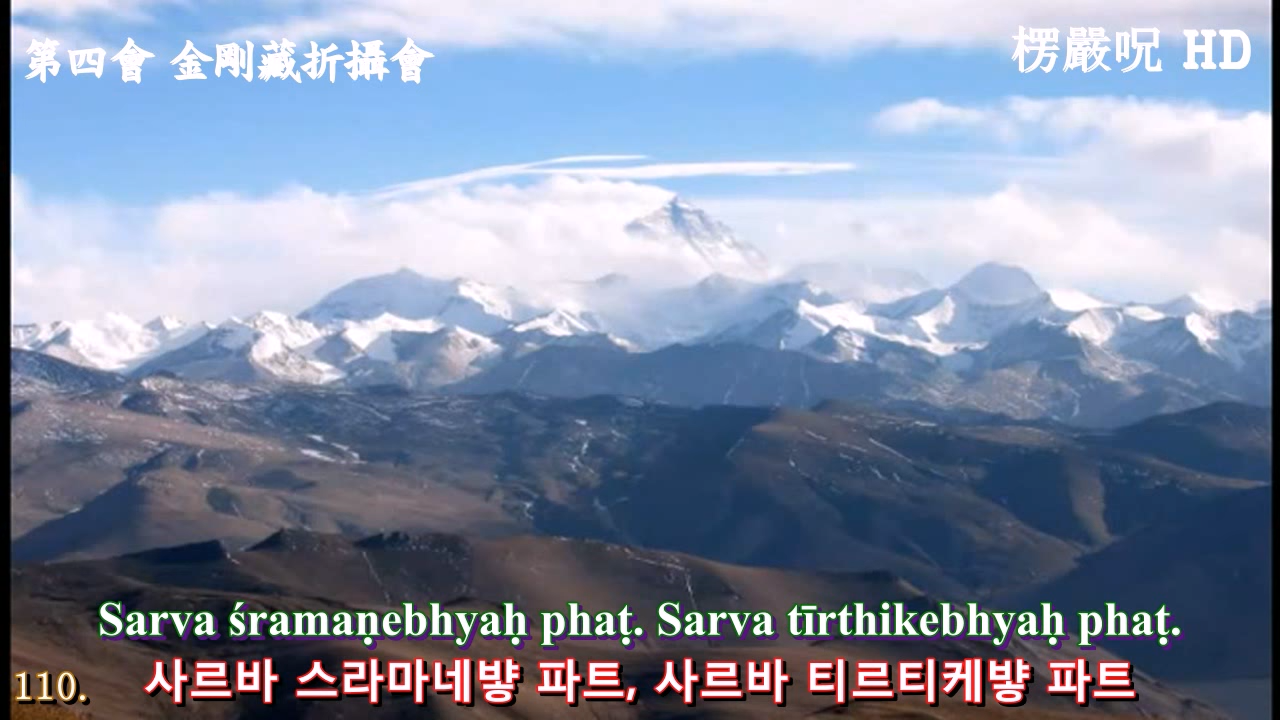 第四會 金剛藏折攝會
楞嚴呪 HD
Sarva śramaṇebhyaḥ phaṭ. Sarva tīrthikebhyaḥ phaṭ.
110. 사르바 스라마네뱧 파트, 사르바 티르티케뱧 파트